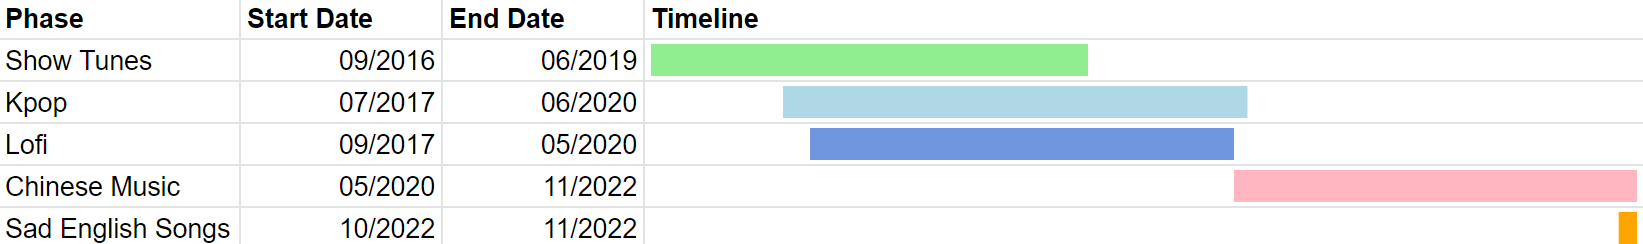 Phase Start Date End Date Timeline
Show Tunes 09/2016 06/2019
Kpop 07/2017 06/2020
Lofi 09/2017 05/2020
Chinese Music 05/2020 11/2022
Sad English Songs 10/2022 11/2022